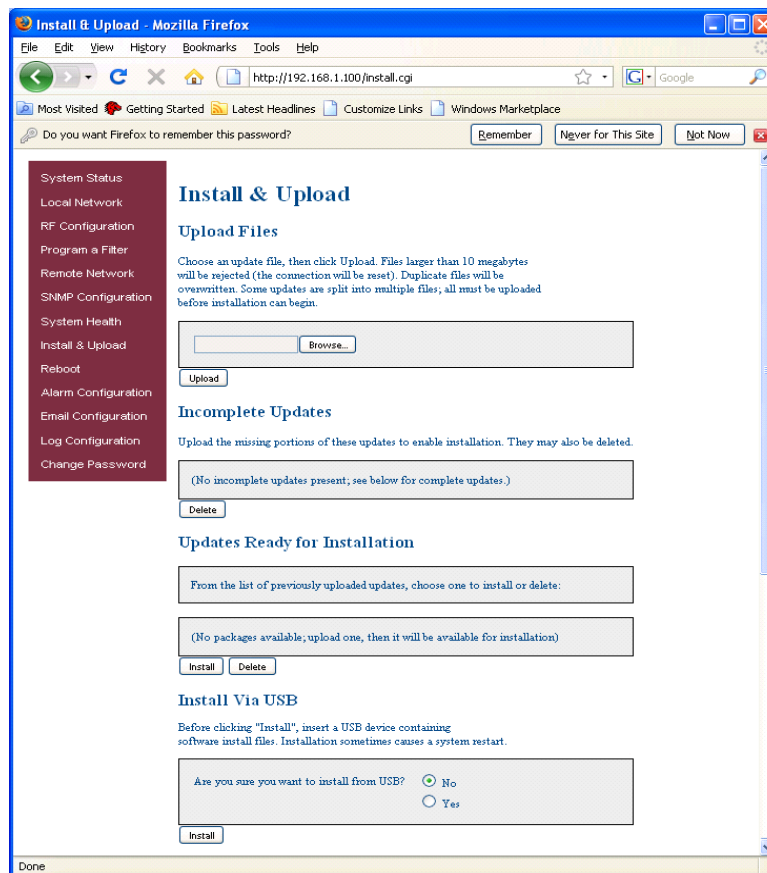 Install & Upload - Mozilla Firefox
File Edit View History Bookmarks Tools Help
http://192.168.1.100/install.cgi
G Google
Most Visited Getting Started Latest Headlines Customize Links Windows Marketplace
Do you want Firefox to remember this password? Remember Never for This Site Not Now
System Status
Local Network
RF Configuration
Program a Filter
Remote Network
SNMP Configuration
System Health
Install & Upload
Reboot
Alarm Configuration
Email Configuration
Log Configuration
Change Password
Install & Upload
Upload Files
Choose an update file, then click Upload. Files larger than 10 megabytes
will be rejected (the connection will be reset). Duplicate files will be
overwritten. Some updates are split into multiple files; all must be uploaded
before installation can begin.
Browse...
Upload
Incomplete Updates
Upload the missing portions of these updates to enable installation. They may also be deleted.
(No incomplete updates present; see below for complete updates.)
Delete
Updates Ready for Installation
From the list of previously uploaded updates, choose one to install or delete:
(No packages available; upload one, then it will be available for installation)
Install Delete
Install Via USB
Before clicking "Install", insert a USB device containing
software install files. Installation sometimes causes a system restart.
Are you sure you want to install from USB? No
Yes
Install
Done